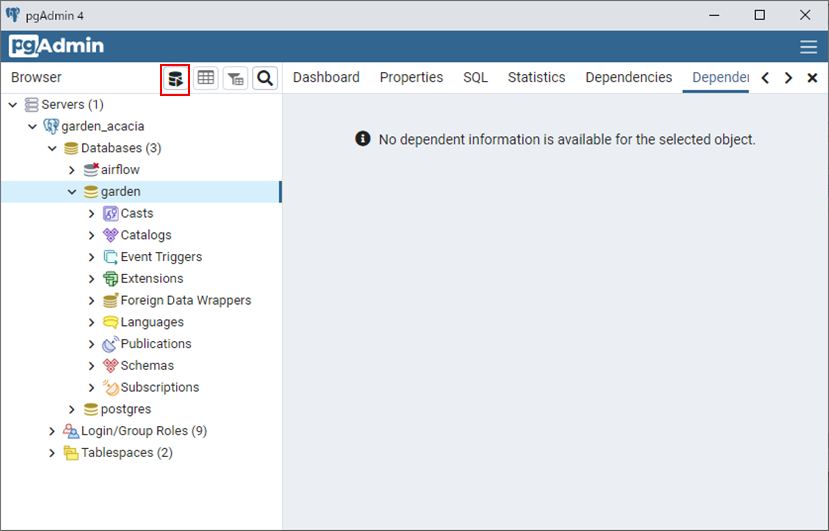 pgAdmin 4
pgAdmin
Browser
Dashboard Properties SQL Statistics Dependencies Depender
Servers (1)
garden_acacia
Databases (3)
airflow
garden
Casts
Catalogs
Event Triggers
Extensions
Foreign Data Wrappers
Languages
Publications
Schemas
Subscriptions
postgres
Login/Group Roles (9)
Tablespaces (2)
No dependent information is available for the selected object.